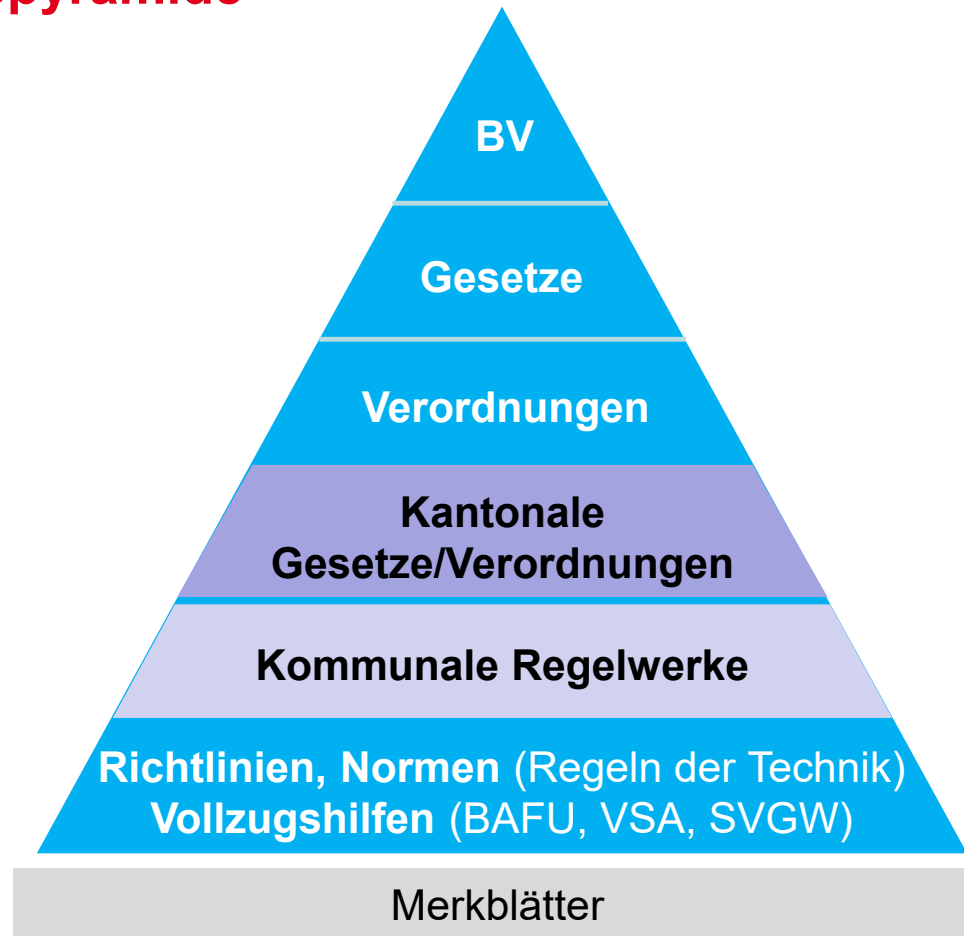 BV
Gesetze
Verordnungen
Kantonale
Gesetze/Verordnungen
Kommunale Regelwerke
Richtlinien, Normen (Regeln der Technik)
Vollzugshilfen (BAFU, VSA, SVGW)
Merkblätter